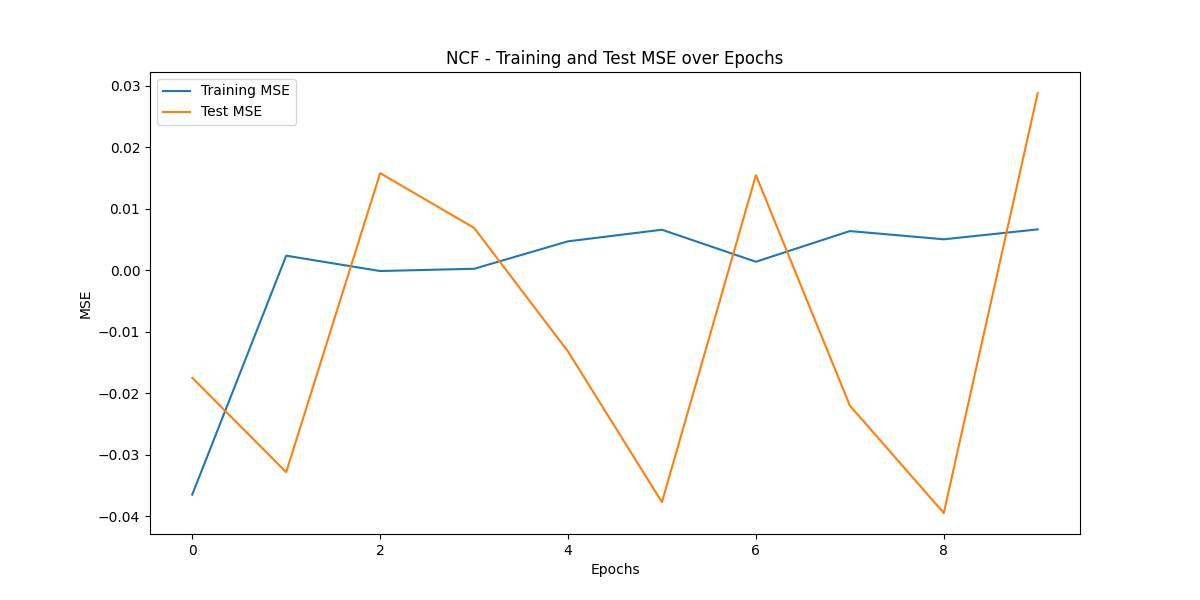 NCF - Training and Test MSE over Epochs
Training MSE
Test MSE
0.03
0.02
0.01
0.00
−0.01
−0.02
−0.03
−0.04
MSE
0 2 4 6 8
Epochs